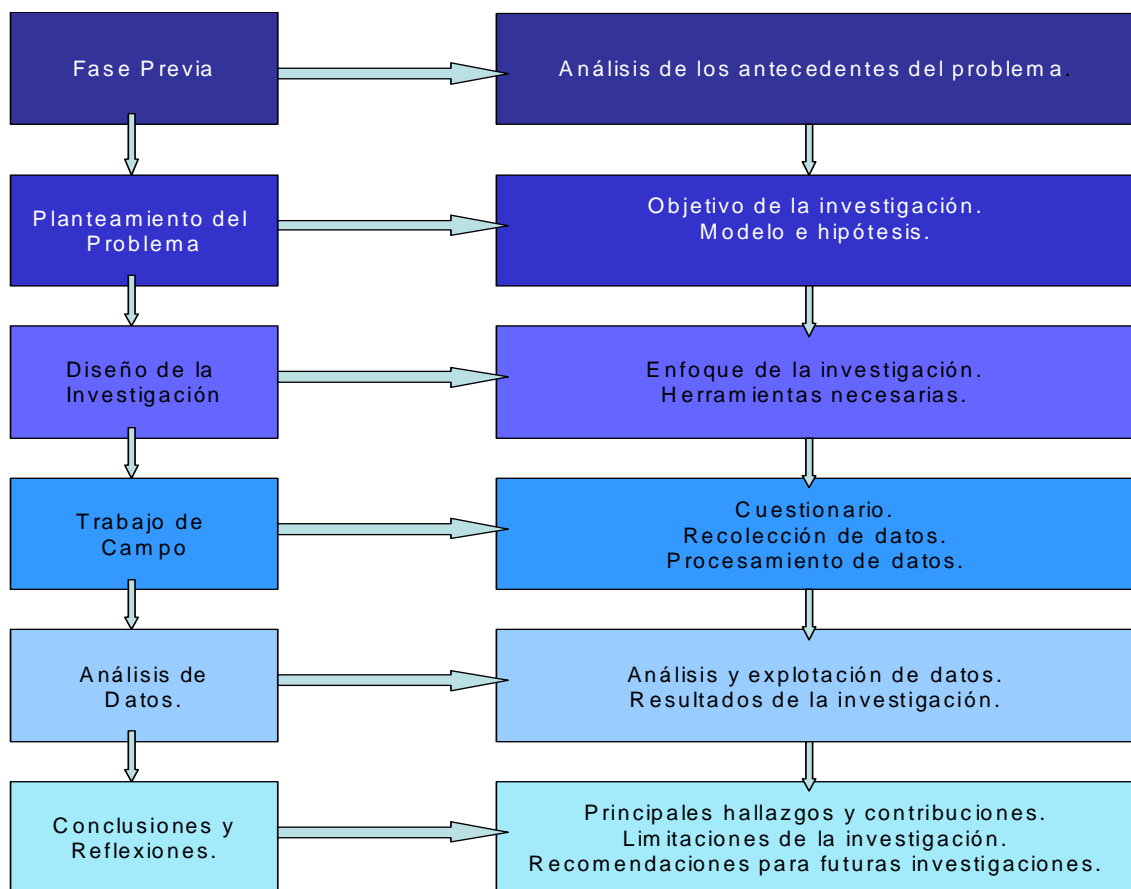 Fase Previa
Análisis de los antecedentes del problema.
Planteamiento del
Problema
Objetivo de la investigación.
Modelo e hipótesis.
Diseño de la
Investigación
Enfoque de la investigación.
Herramientas necesarias.
Trabajo de
Campo
Cuestionario.
Recolección de datos.
Procesamiento de datos.
Análisis de
Datos.
Análisis y explotación de datos.
Resultados de la investigación.
Conclusiones y
Reflexiones.
Principales hallazgos y contribuciones.
Limitaciones de la investigación.
Recomendaciones para futuras investigaciones.